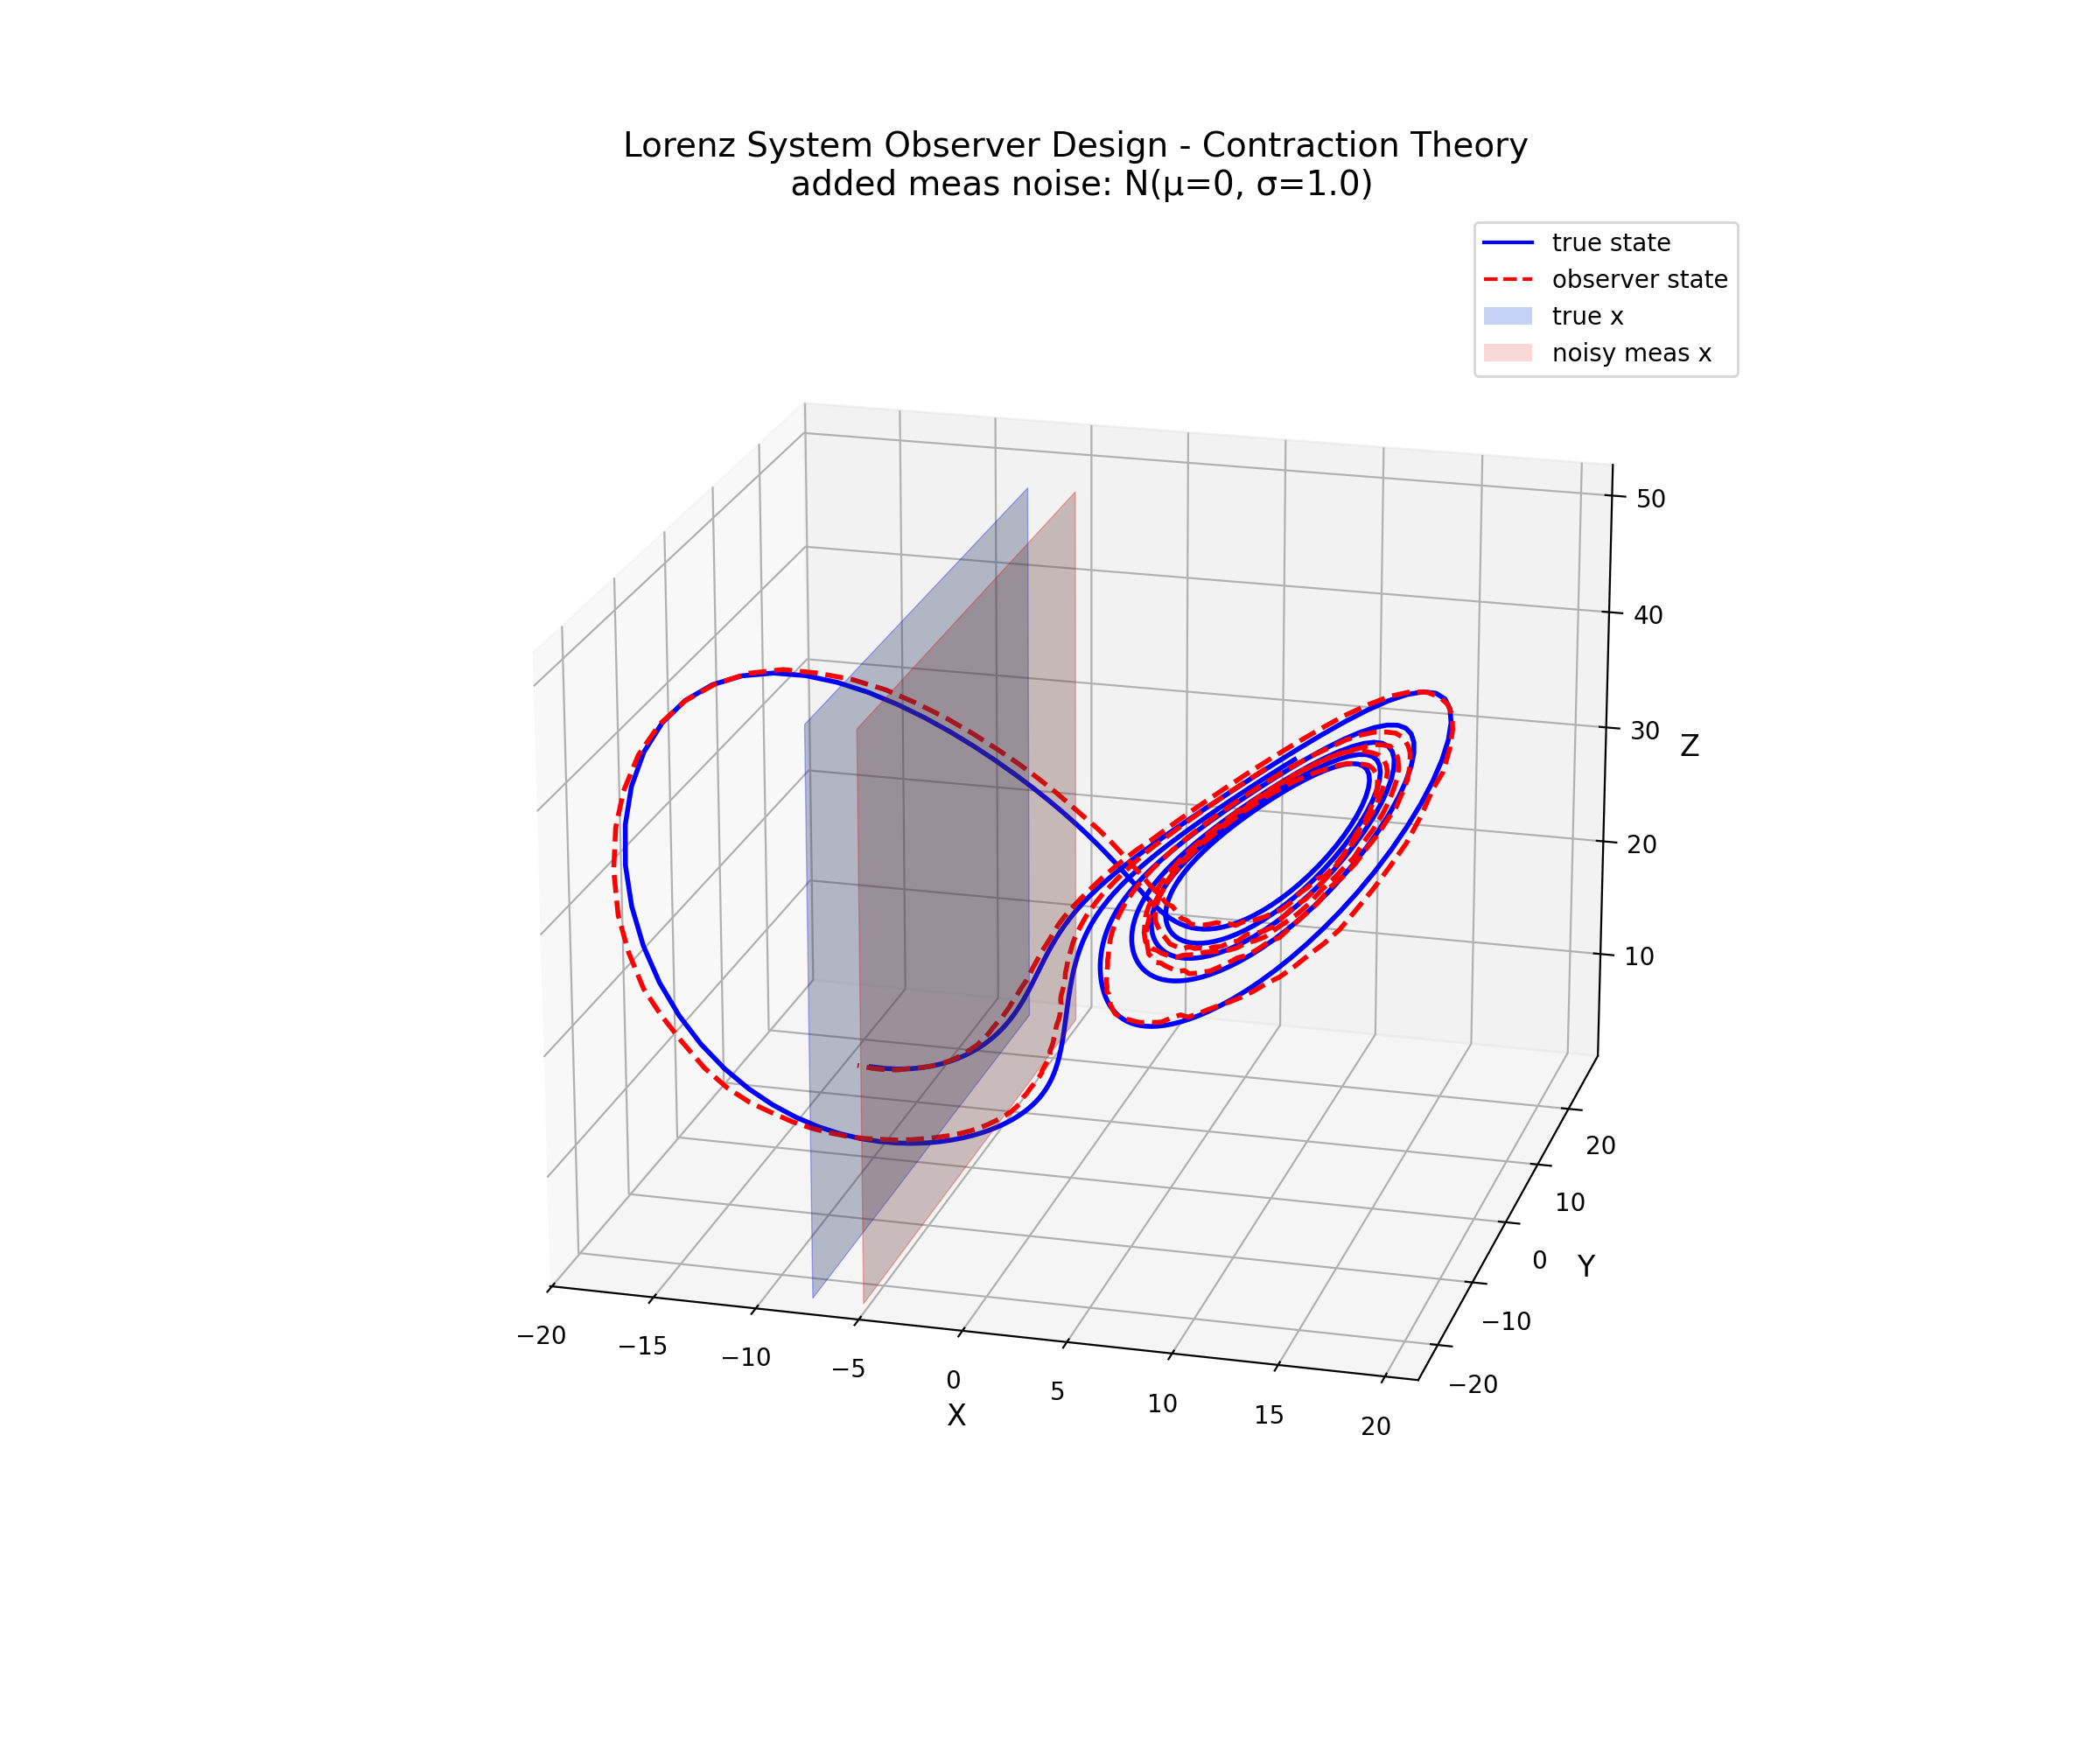 Lorenz System Observer Design - Contraction Theory
added meas noise: N(μ=0, σ=1.0)
true state
observer state
true x
noisy meas x
50
40
30
20
10
Z
20
10
0
−10
−20
Y
−20
−15
−10
−5
0
5
10
15
20
X